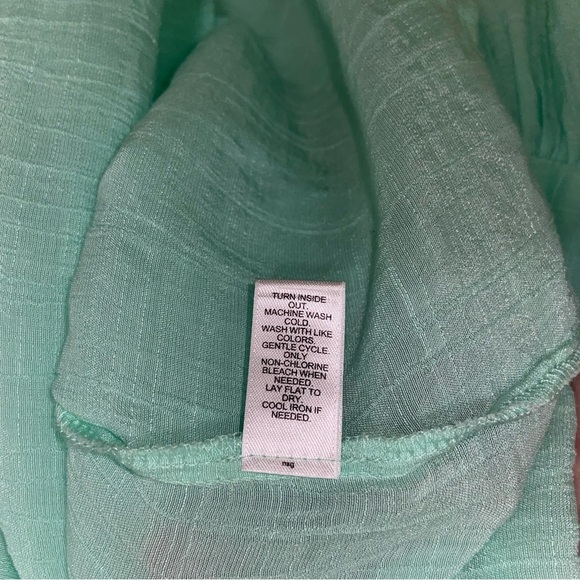 TURN INSIDE
OUT.
MACHINE WASH
COLD.
WASH WITH LIKE
COLORS.
GENTLE CYCLE.
ONLY
NON-CHLORINE
BLEACH WHEN
NEEDED.
LAY FLAT TO
DRY.
COOL IRON IF
NEEDED.